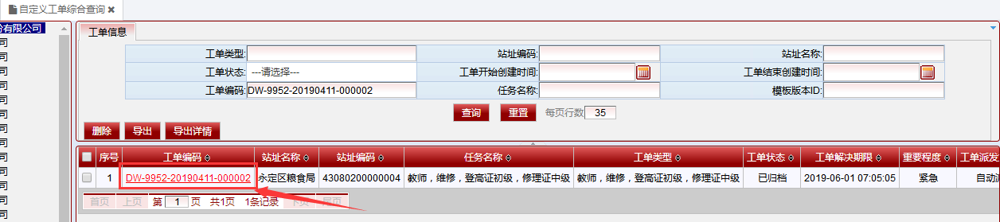 自定义工单综合查询
份有限公司
司
司
司
司
司
司
司
司
司
司
司
司
司
工单信息
工单类型: 站址编码: 站址名称:
工单状态: ---请选择--- 工单开始创建时间: 工单结束创建时间:
工单编码: DW-9952-20190411-000002 任务名称: 模板版本ID:
查询 重置 每页行数 35
删除 导出 导出详情
序号 工单编码 站址名称 站址编码 任务名称 工单类型 工单状态 工单解决期限 重要程度 工单派发
1 DW-9952-20190411-000002 永定区粮食局 43080200000004 教师，维修，登高证初级，修理证中级 教师，维修，登高证初级，修理证中级 已归档 2019-06-01 07:05:05 紧急 自动派
首页 上页 第 1 页 共1页 1条记录 下页 尾页